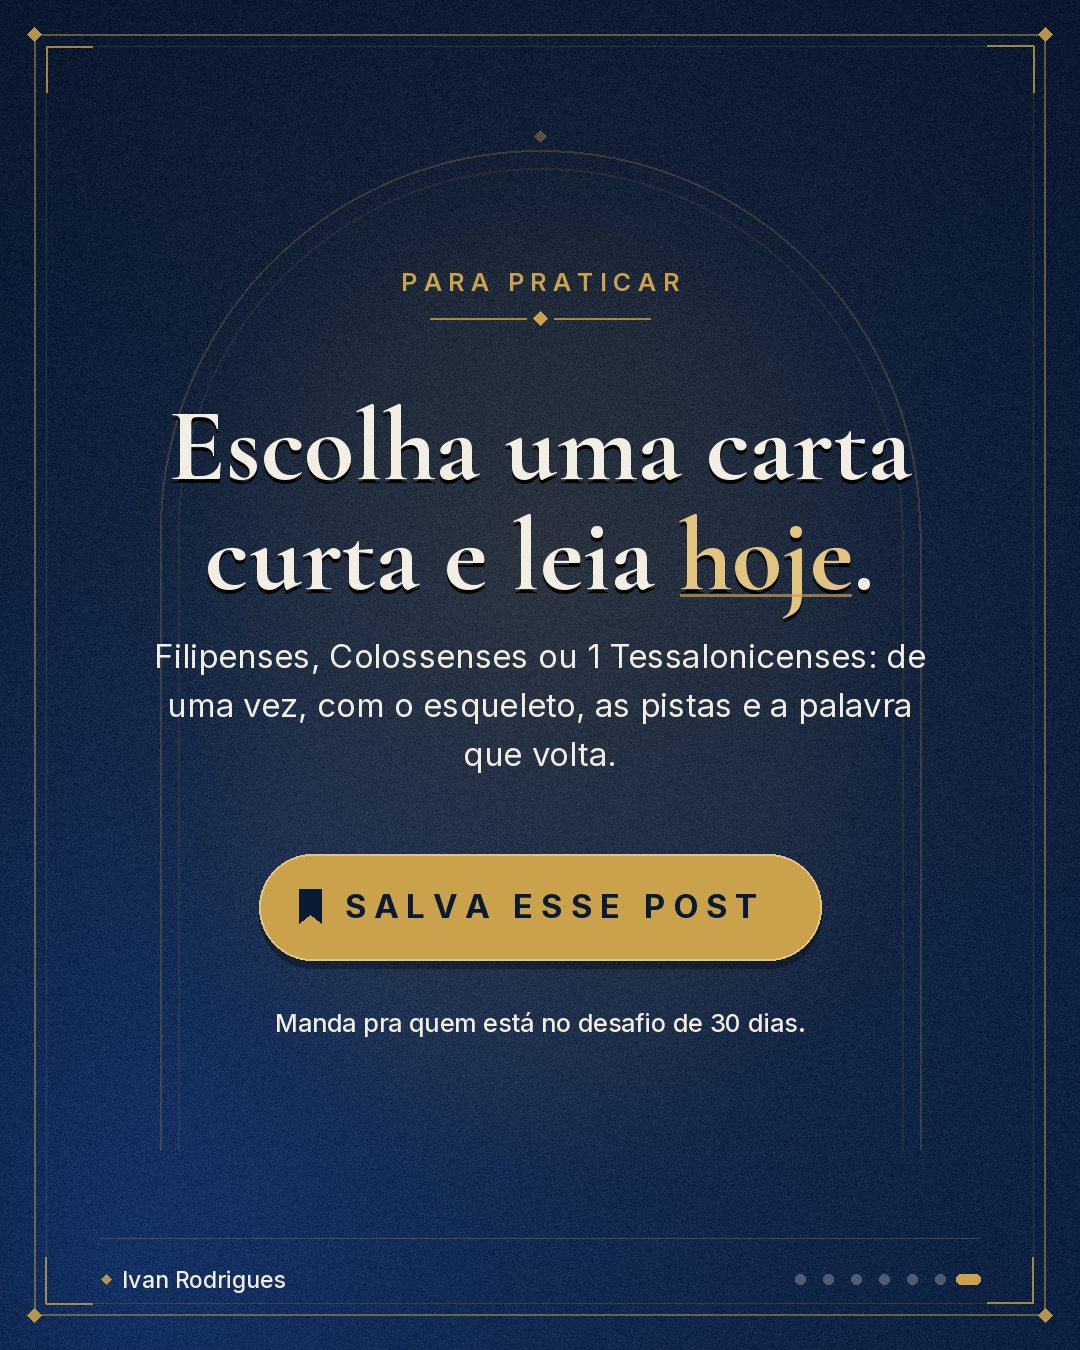 PARA PRATICAR
Escolha uma carta
curta e leia hoje.
Filipenses, Colossenses ou 1 Tessalonicenses: de
uma vez, com o esqueleto, as pistas e a palavra
que volta.
SALVA ESSE POST
Manda pra quem está no desafio de 30 dias.
Ivan Rodrigues